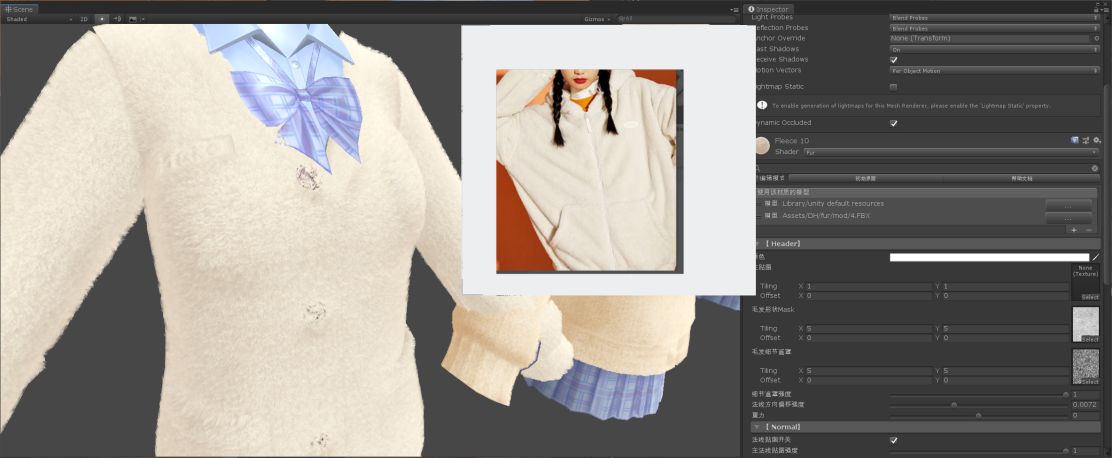 Scene
Shaded
2D
Gizmos
All
Inspector
Light Probes
Blend Probes
Reflection Probes
Blend Probes
Anchor Override
None (Transform)
Cast Shadows
On
Receive Shadows
Motion Vectors
Per Object Motion
Lightmap Static
To enable generation of lightmaps for this Mesh Renderer, please enable the 'Lightmap Static' property.
Dynamic Occluded
Fleece 10
Shader
Fur
编辑模式
帮助文档
使用该材质的模型
模型
Library/unity default resources
...
模型
Assets/DH/fur/mod/4.FBX
...
【 Header】
颜色
主贴图
None
(Texture)
Tiling X 1 Y 1
Offset X 0 Y 0
Select
毛发形状Mask
Tiling X 5 Y 5
Offset X 0 Y 0
Select
毛发细节遮罩
Tiling X 5 Y 5
Offset X 0 Y 0
Select
细节遮罩强度
1
法线方向偏移强度
0.0072
重力
0
【 Normal】
法线贴图开关
主法线贴图强度
1